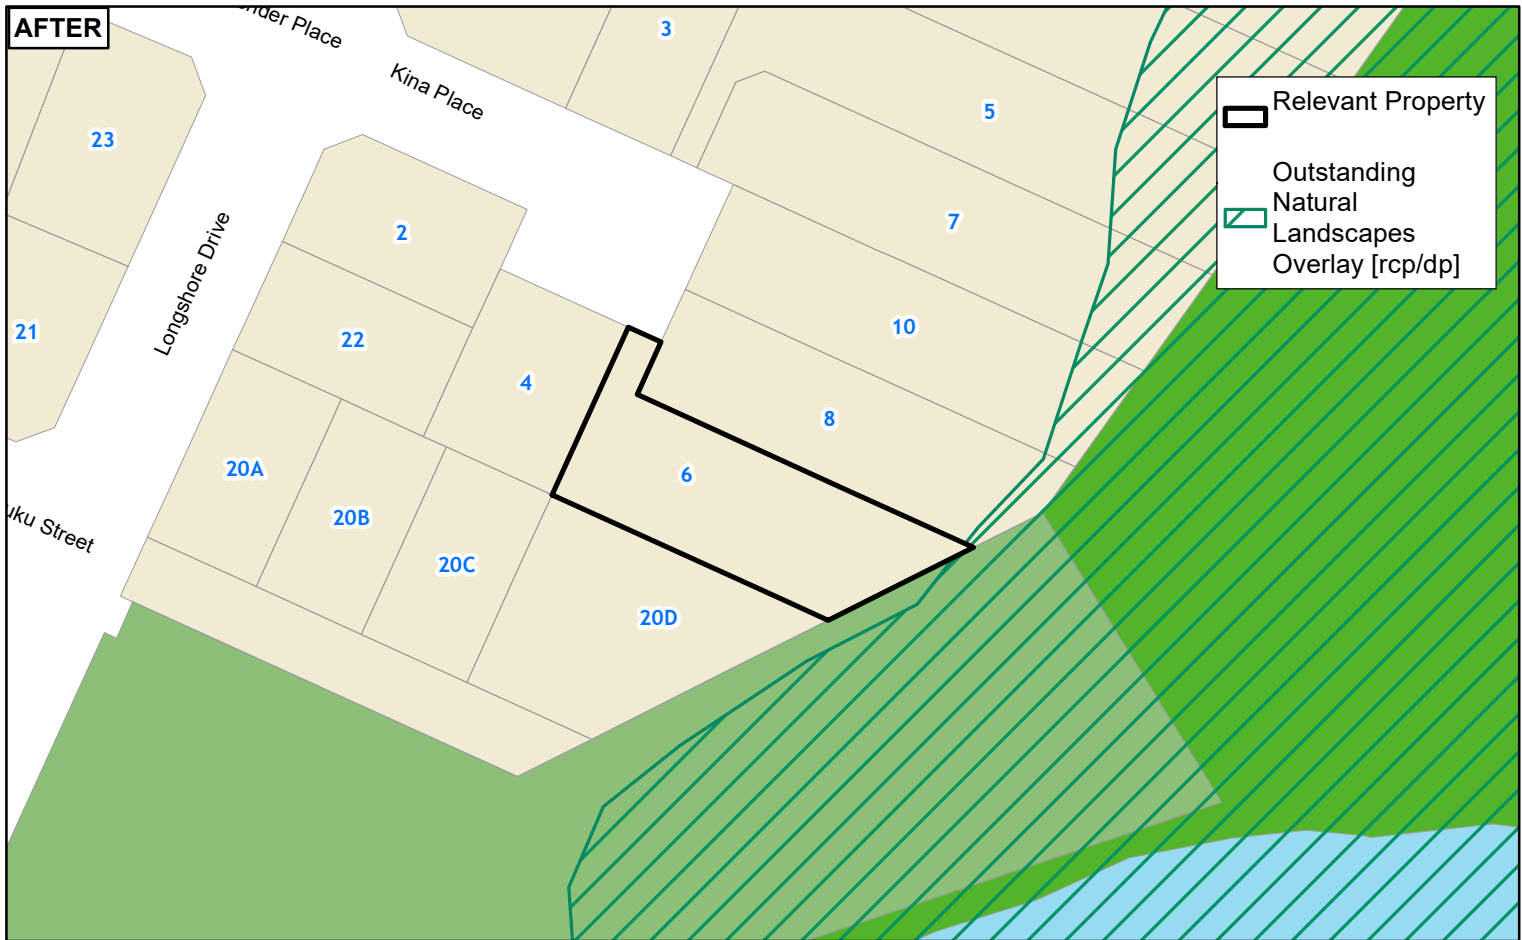 AFTER
Place
3
Kina Place
Relevant Property
5
23
Outstanding
Natural
Landscapes
Overlay [rcp/dp]
7
2
Longshore Drive
10
21
22
4
8
20A
6
Street
20B
20C
20D